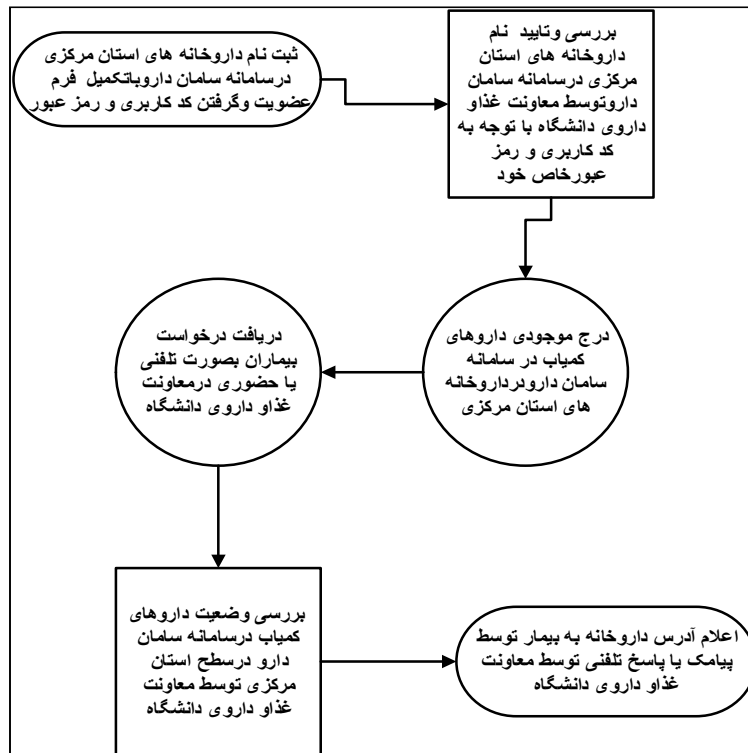 ثبت نام داروخانه های استان مرکزی
درسامانه سامان داروباتکمیل فرم
عضویت وگرفتن کد کاربری و رمز عبور
بررسی وتایید نام
داروخانه های استان
مرکزی درسامانه سامان
داروتوسط معاونت غذاو
داروی دانشگاه با توجه به
کد کاربری و رمز
عبورخاص خود
درج موجودی داروهای
کمیاب در سامانه
سامان دارودرداروخانه
های استان مرکزی
دریافت درخواست
بیماران بصورت تلفنی
یا حضوری درمعاونت
غذاو داروی دانشگاه
بررسی وضعیت داروهای
کمیاب درسامانه سامان
دارو درسطح استان
مرکزی توسط معاونت
غذاو داروی دانشگاه
اعلام آدرس داروخانه به بیمار توسط
پیامک یا پاسخ تلفنی توسط معاونت
غذاو داروی دانشگاه